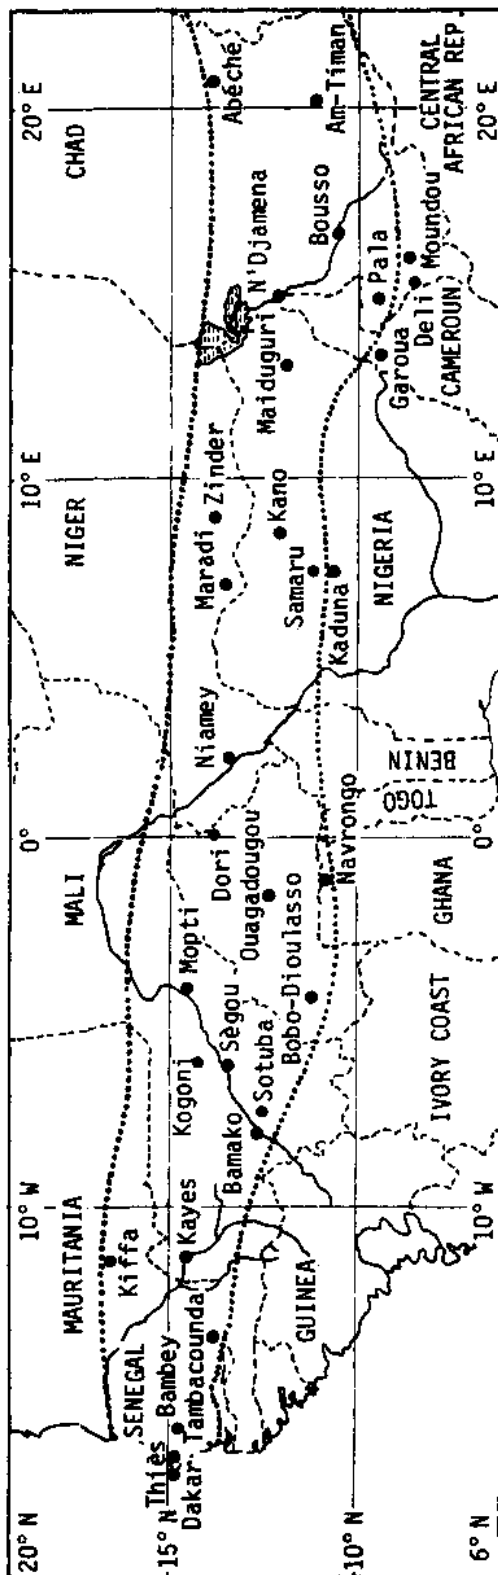 20° N
15° N
10° N
6° N
10° W
0°
10° E
20° E
MAURITANIA
MALI
NIGER
CHAD
SENEGAL
Thiès
Dakar
Bambey
Tambacounda
Kiffa
Kayes
Bamako
Kogoni
Ségou
Sotuba
Mopti
Bobo-Dioulasso
Ouagadougou
Dori
Niamey
Navrongo
Maradi
Zinder
Kano
Samaru
Kaduna
Maiduguri
N'Djamena
Abéché
Am-Timan
Bousso
Pala
Garoua
Deli
Moundou
GUINEA
IVORY COAST
GHANA
TOGO
BENIN
NIGERIA
CAMEROUN
CENTRAL
AFRICAN REP
10° W
0°
10° E
20° E